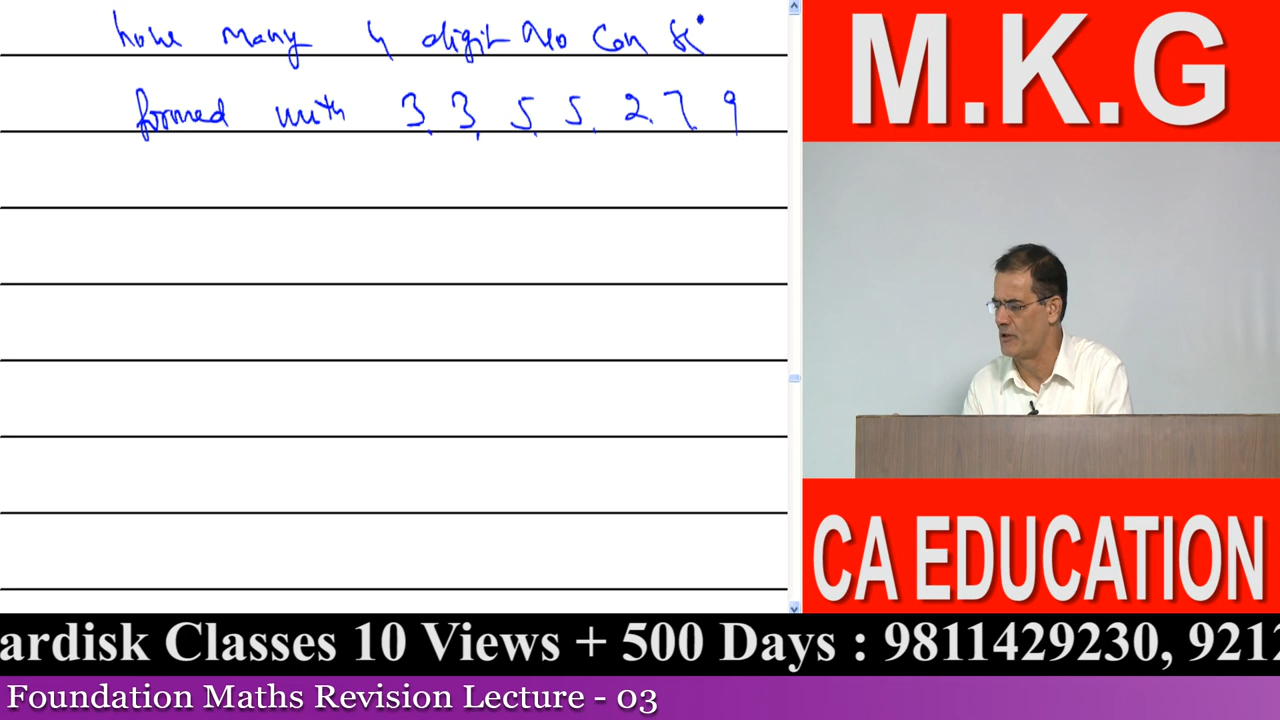 how many 4 digit no can be
formed with 3, 3, 5, 5, 2, 7, 9
M.K.G
CA EDUCATION
ardisk Classes 10 Views + 500 Days : 9811429230, 9212
Foundation Maths Revision Lecture - 03